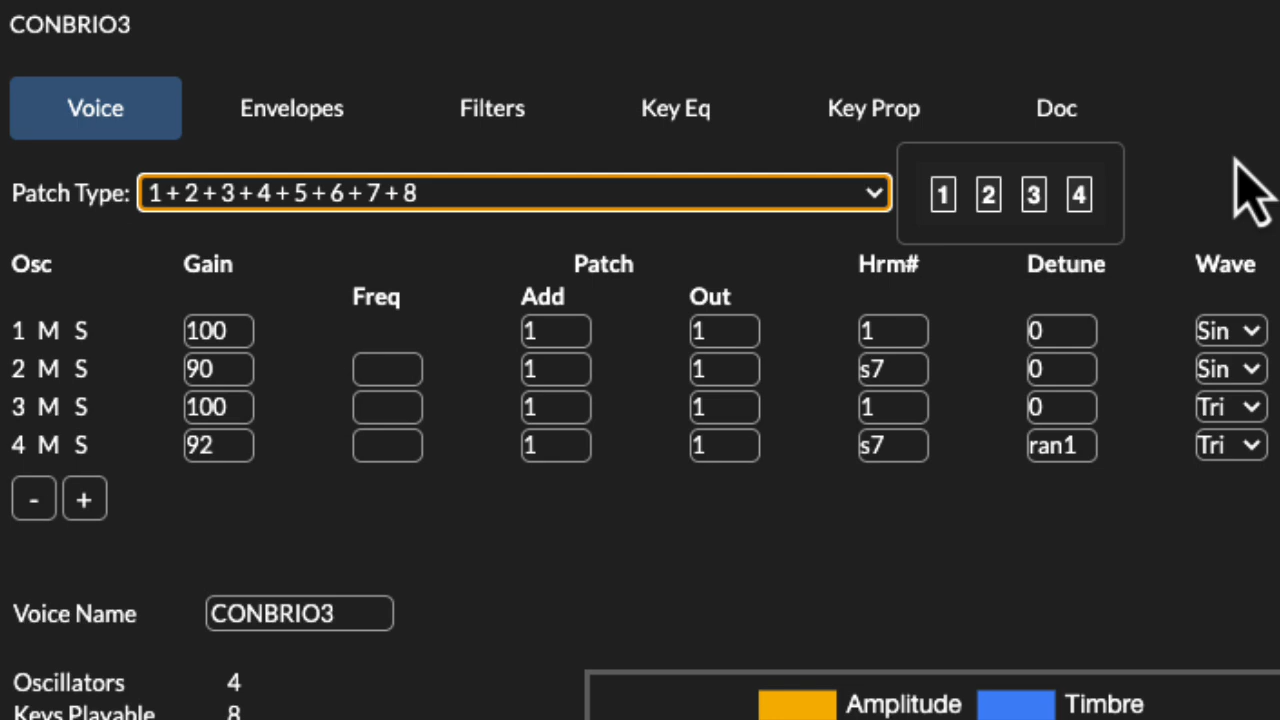 CONBRIO3
Voice Envelopes Filters Key Eq Key Prop Doc
Patch Type: 1 + 2 + 3 + 4 + 5 + 6 + 7 + 8 1 2 3 4
Osc Gain Patch Hrm# Detune Wave
Freq Add Out
1 M S 100 1 1 1 0 Sin
2 M S 90 1 1 s7 0 Sin
3 M S 100 1 1 1 0 Tri
4 M S 92 1 1 s7 ran1 Tri
- +
Voice Name CONBRIO3
Oscillators 4
Amplitude Timbre
Keys Playable 8